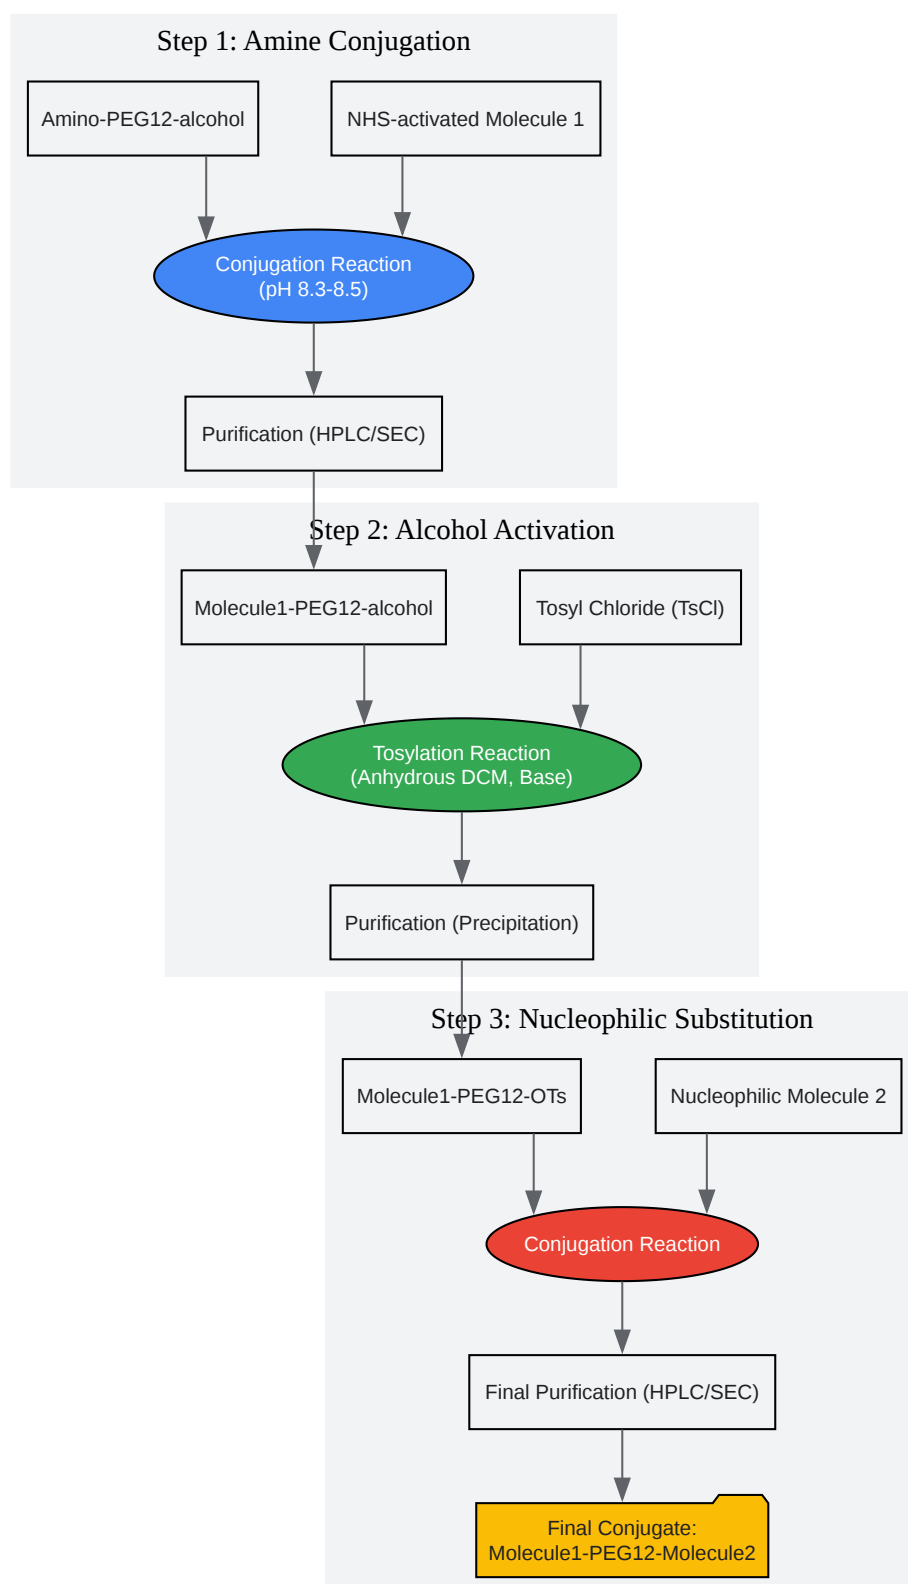 Step 1: Amine Conjugation
Amino-PEG12-alcohol
NHS-activated Molecule 1
Conjugation Reaction
(pH 8.3-8.5)
Purification (HPLC/SEC)
Step 2: Alcohol Activation
Molecule1-PEG12-alcohol
Tosyl Chloride (TsCl)
Tosylation Reaction
(Anhydrous DCM, Base)
Purification (Precipitation)
Step 3: Nucleophilic Substitution
Molecule1-PEG12-OTs
Nucleophilic Molecule 2
Conjugation Reaction
Final Purification (HPLC/SEC)
Final Conjugate:
Molecule1-PEG12-Molecule2